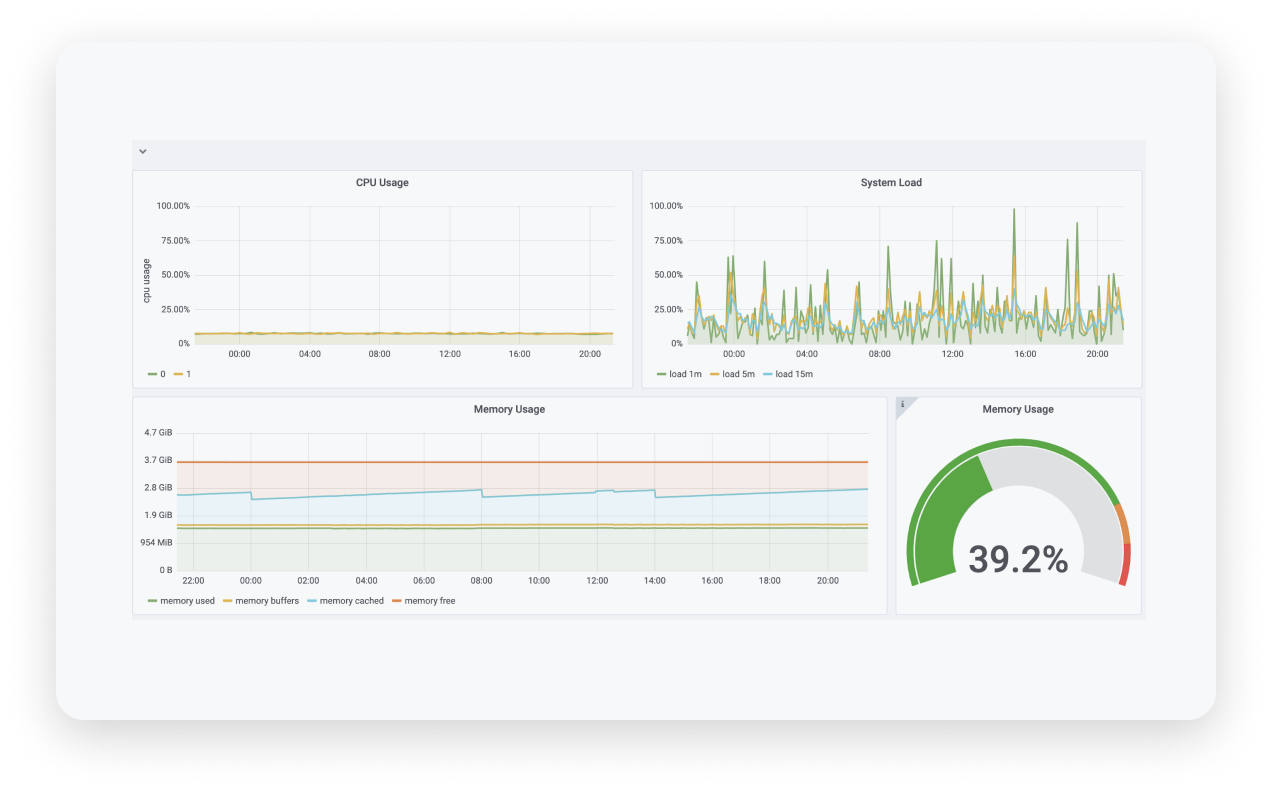 CPU Usage
100.00%
75.00%
50.00%
25.00%
0%
cpu usage
00:00 04:00 08:00 12:00 16:00 20:00
0 1
System Load
100.00%
75.00%
50.00%
25.00%
0%
00:00 04:00 08:00 12:00 16:00 20:00
load 1m load 5m load 15m
Memory Usage
4.7 GiB
3.7 GiB
2.8 GiB
1.9 GiB
954 MiB
0 B
22:00 00:00 02:00 04:00 06:00 08:00 10:00 12:00 14:00 16:00 18:00 20:00
memory used memory buffers memory cached memory free
i
Memory Usage
39.2%